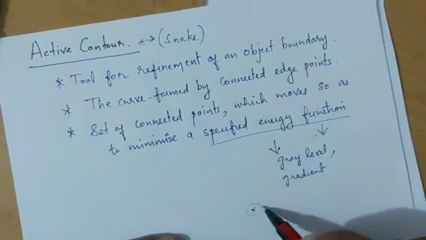 Active Contour. ↔ (Snake)
* Tool for refinement of an object boundary.
* The curve formed by connected edge points.
* Set of connected points, which moves so as
to minimise a specified energy function
gray level,
gradient